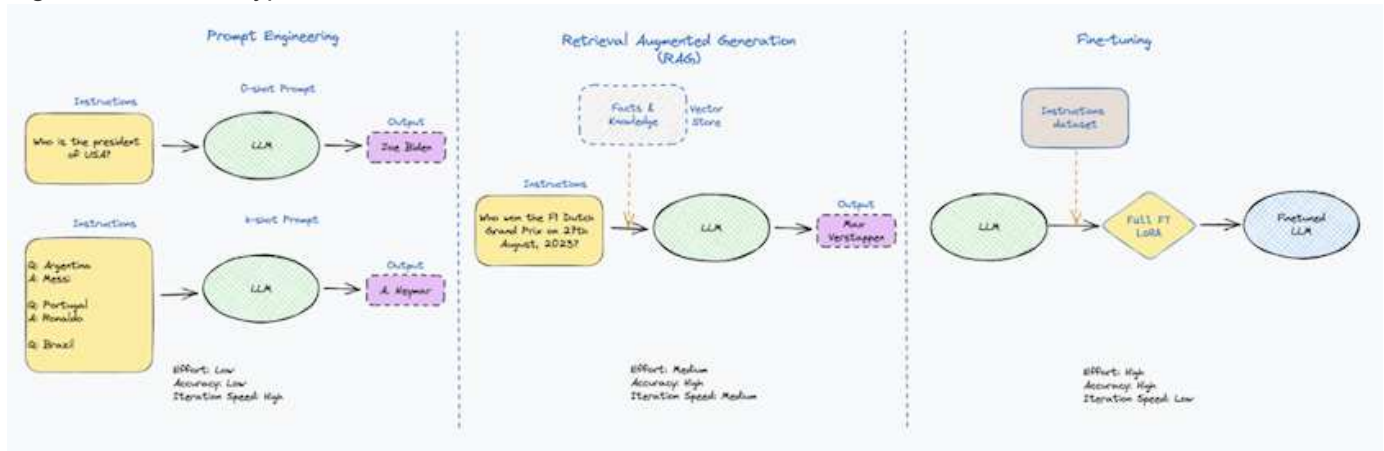 Prompt Engineering
0-shot Prompt
Instructions
Who is the president
of USA?
LLM
Output
Joe Biden
k-shot Prompt
Instructions
Q: Argentina
A: Messi
Q: Portugal
A: Ronaldo
Q: Brazil
LLM
Output
A: Neymar
Effort: Low
Accuracy: Low
Iteration Speed: High
Retrieval Augmented Generation
(RAG)
Facts &
Knowledge
Vector
Store
Instructions
Who won the F1 Dutch
Grand Prix on 27th
August, 2023?
LLM
Output
Max
Verstappen
Effort: Medium
Accuracy: High
Iteration Speed: Medium
Fine-tuning
Instructions
dataset
LLM
Full FT
LoRA
Finetuned
LLM
Effort: High
Accuracy: High
Iteration Speed: Low